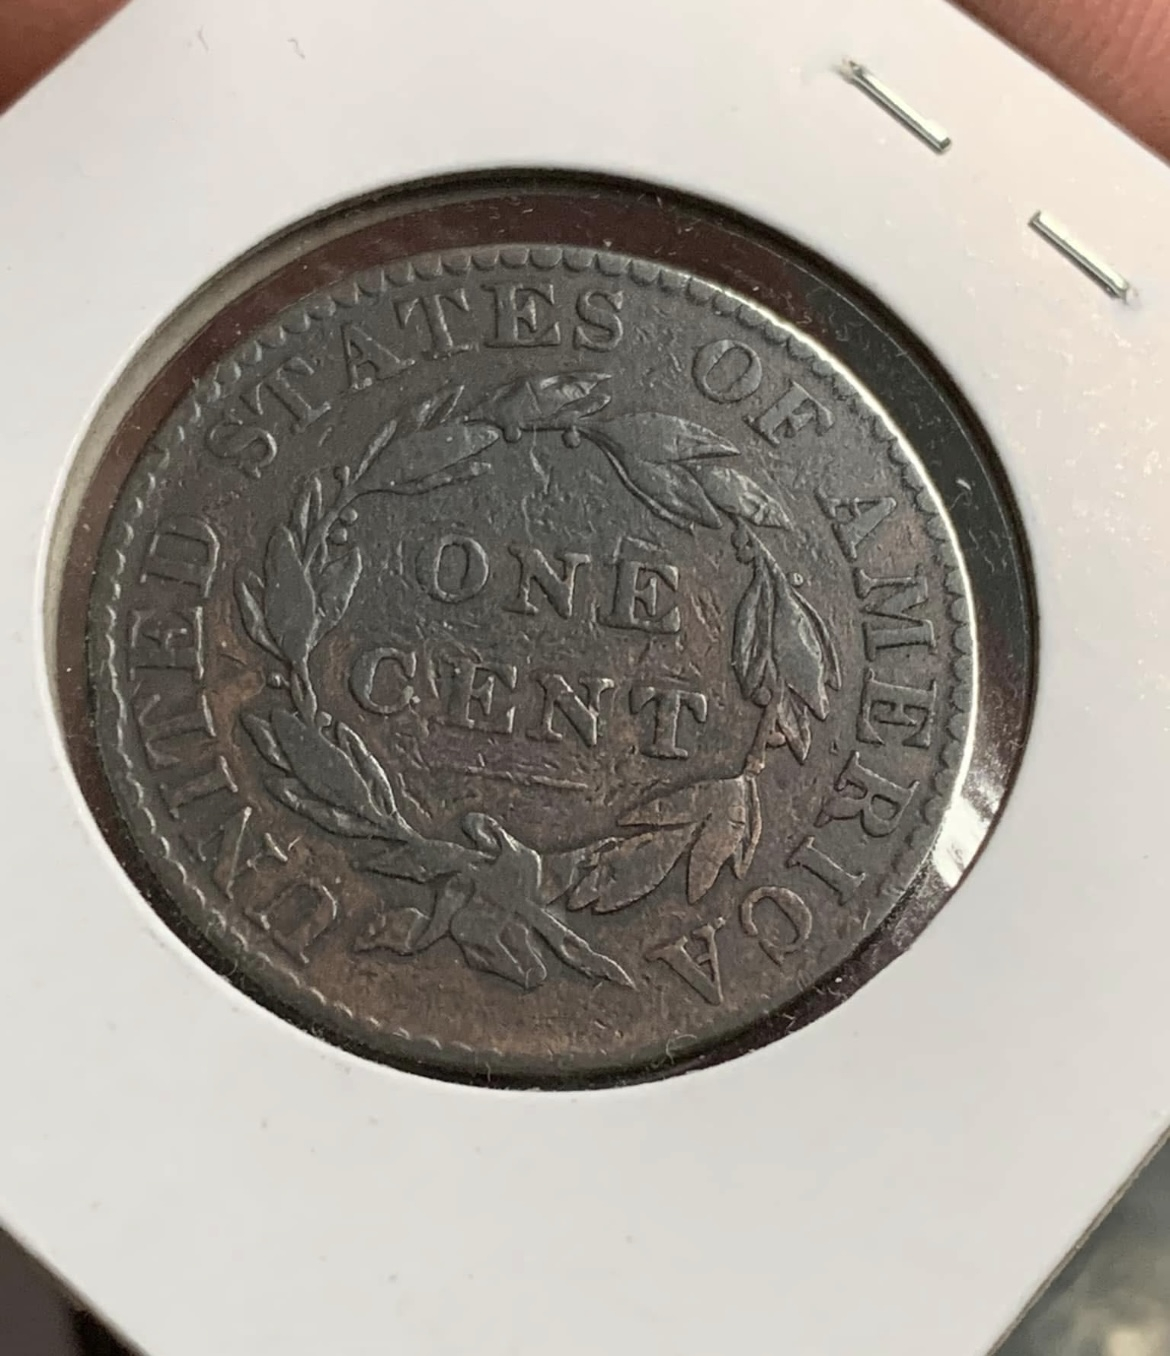 UNITED STATES OF AMERICA
ONE
CENT